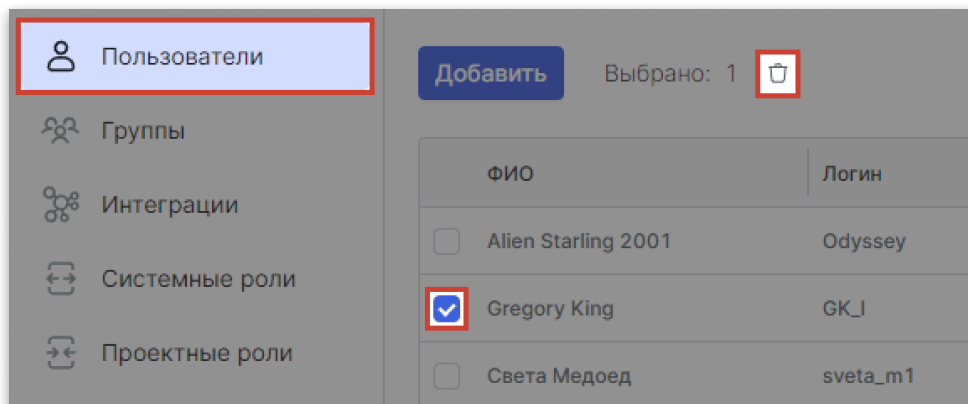 Пользователи
Группы
Интеграции
Системные роли
Проектные роли
Добавить Выбрано: 1
ФИО Логин
Alien Starling 2001 Odyssey
Gregory King GK_I
Света Медоед sveta_m1